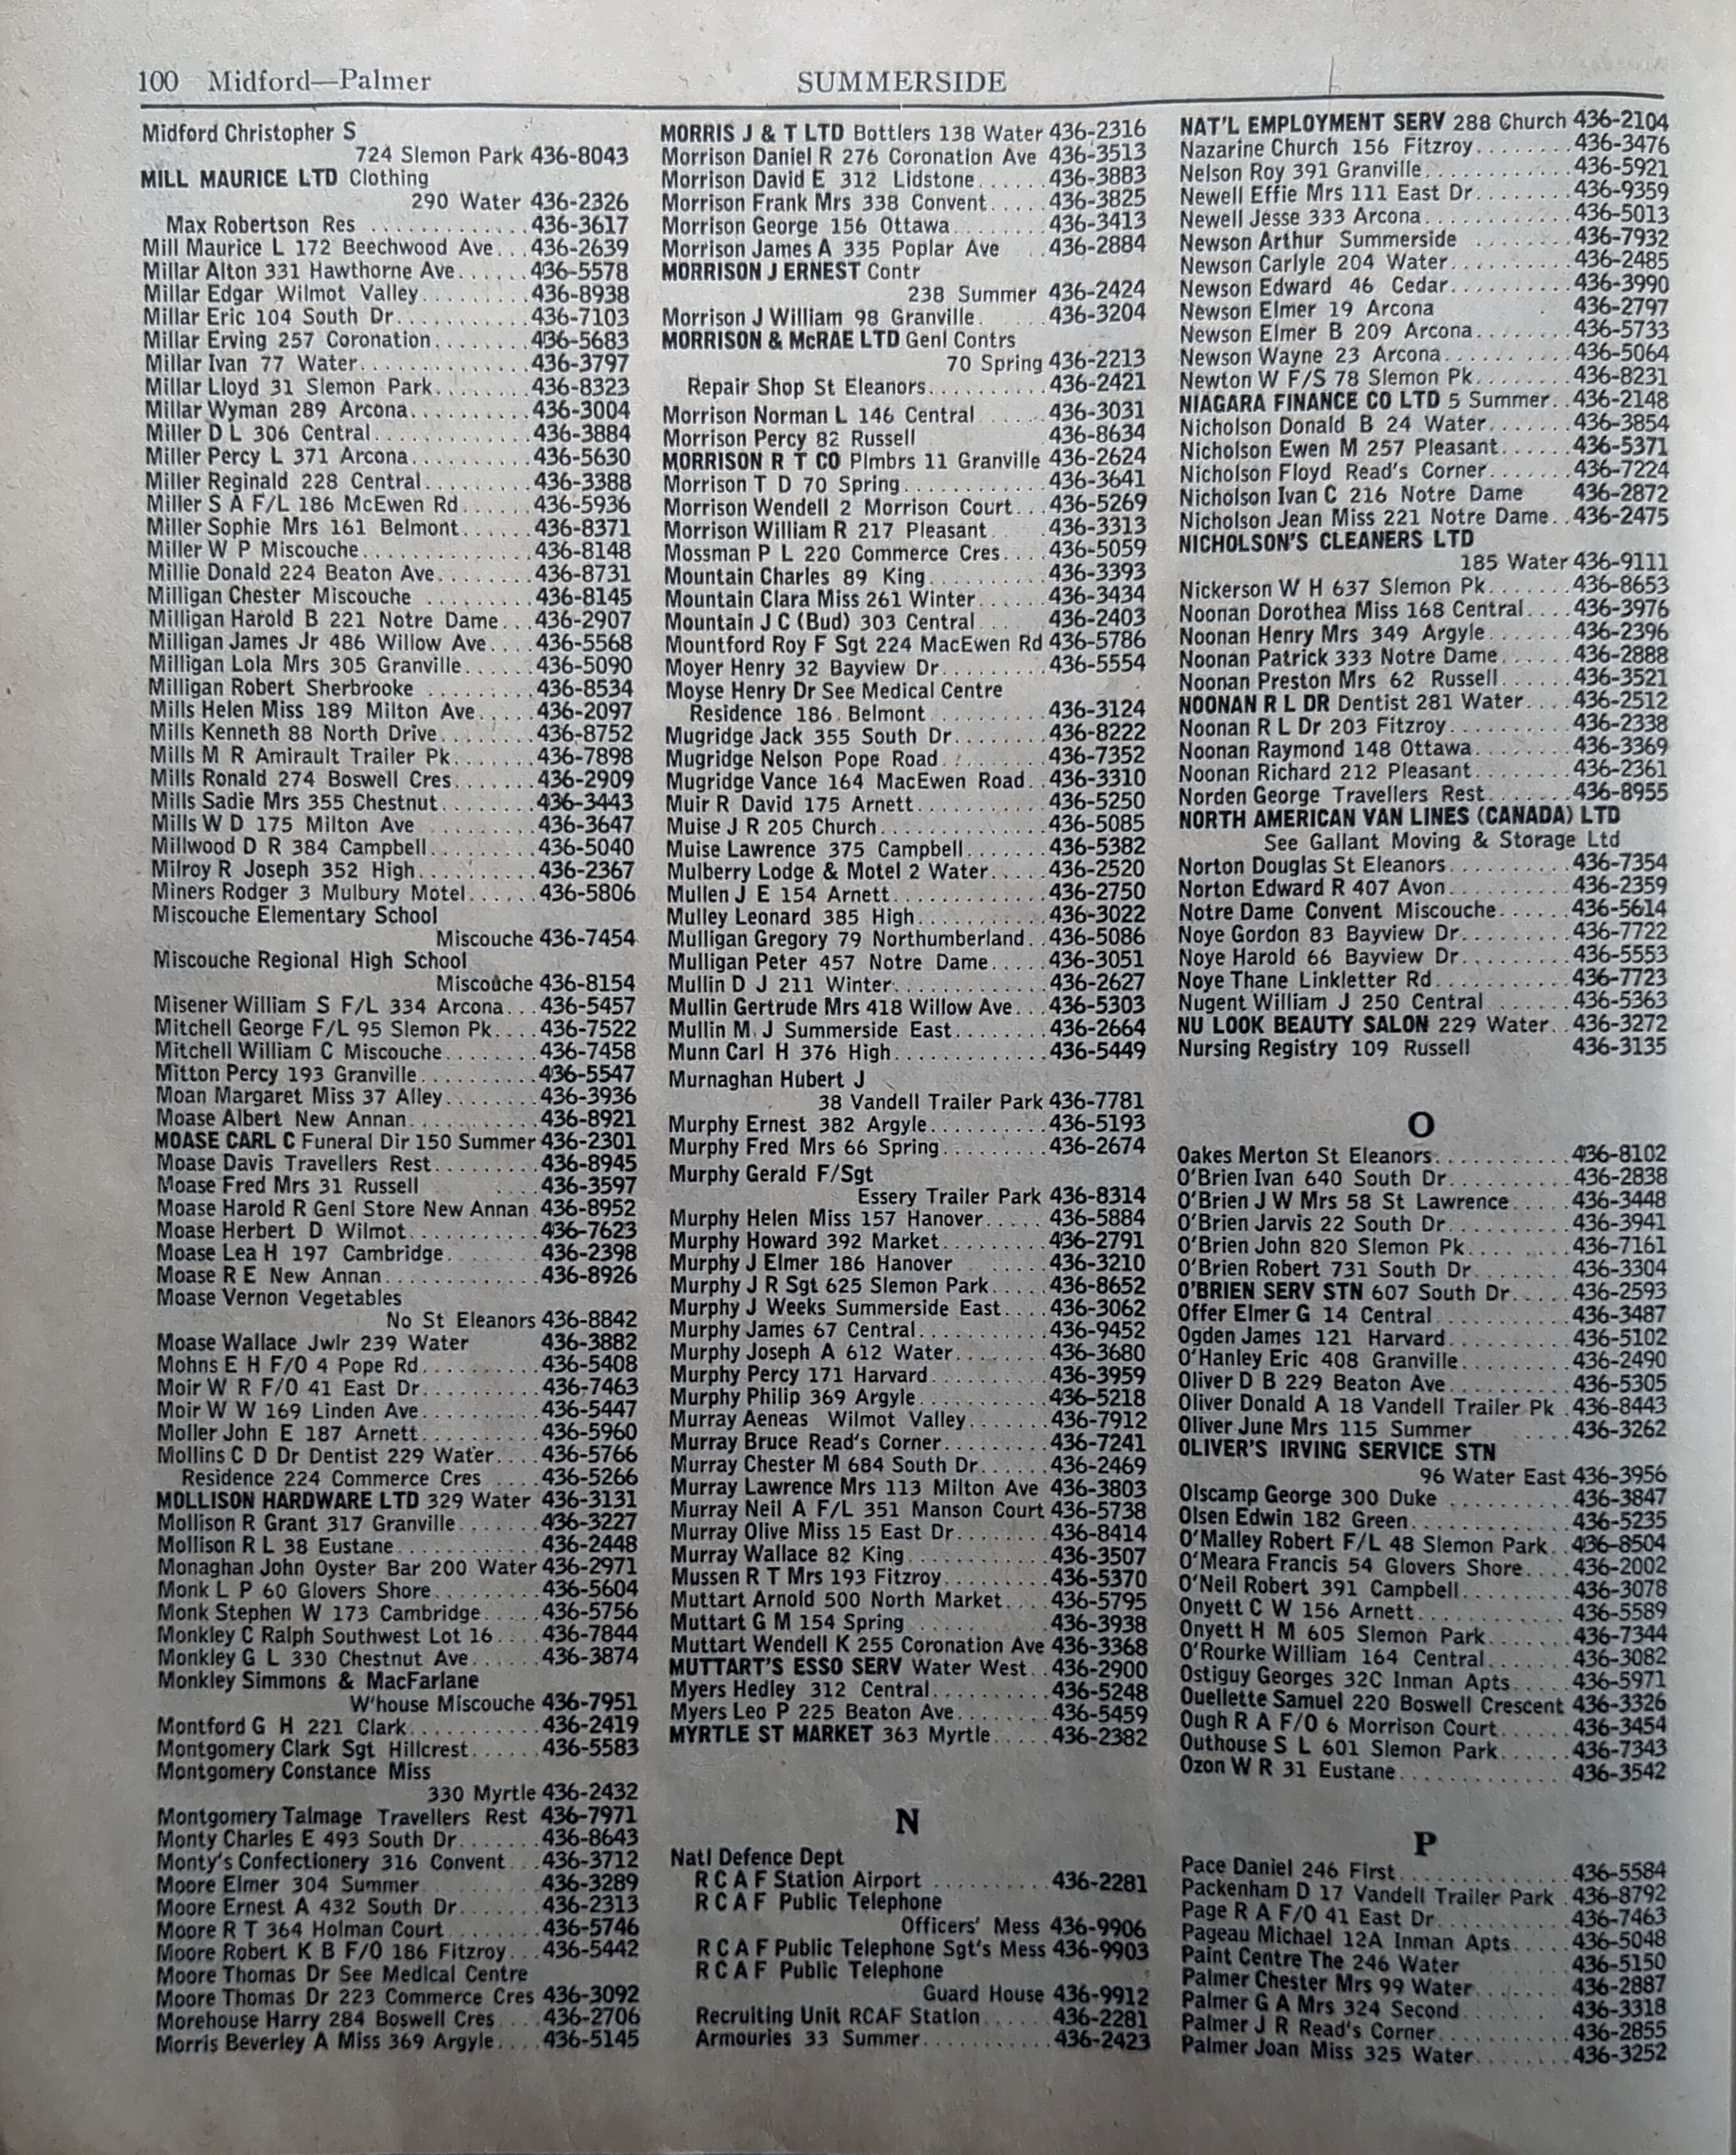 100 Midford—Palmer
SUMMERSIDE
Midford Christopher S
724 Slemon Park 436-8043
MILL MAURICE LTD Clothing
290 Water 436-2326
Max Robertson Res ............ 436-3617
Mill Maurice L 172 Beechwood Ave... 436-2639
Millar Alton 331 Hawthorne Ave...... 436-5578
Millar Edgar Wilmot Valley......... 436-8938
Millar Eric 104 South Dr........... 436-7103
Millar Erving 257 Coronation........ 436-5683
Millar Ivan 77 Water.............. 436-3797
Millar Lloyd 31 Slemon Park........ 436-8323
Millar Wyman 289 Arcona.......... 436-3004
Miller D L 306 Central............. 436-3884
Miller Percy L 371 Arcona.......... 436-5630
Miller Reginald 228 Central......... 436-3388
Miller S A F/L 186 McEwen Rd...... 436-5936
Miller Sophie Mrs 161 Belmont...... 436-8371
Miller W P Miscouche.............. 436-8148
Millie Donald 224 Beaton Ave........ 436-8731
Milligan Chester Miscouche ......... 436-8145
Milligan Harold B 221 Notre Dame... 436-2907
Milligan James Jr 486 Willow Ave.... 436-5568
Milligan Lola Mrs 305 Granville...... 436-5090
Milligan Robert Sherbrooke ......... 436-8534
Mills Helen Miss 189 Milton Ave..... 436-2097
Mills Kenneth 88 North Drive........ 436-8752
Mills M R Amirault Trailer Pk....... 436-7898
Mills Ronald 274 Boswell Cres....... 436-2909
Mills Sadie Mrs 355 Chestnut........ 436-3443
Mills W D 175 Milton Ave ......... 436-3647
Millwood D R 384 Campbell......... 436-5040
Milroy R Joseph 352 High.......... 436-2367
Miners Rodger 3 Mulbury Motel...... 436-5806
Miscouche Elementary School
Miscouche 436-7454
Miscouche Regional High School
Miscouche 436-8154
Misener William S F/L 334 Arcona... 436-5457
Mitchell George F/L 95 Slemon Pk.... 436-7522
Mitchell William C Miscouche........ 436-7458
Mitton Percy 193 Granville.......... 436-5547
Moan Margaret Miss 37 Alley........ 436-3936
Moase Albert New Annan........... 436-8921
MOASE CARL C Funeral Dir 150 Summer 436-2301
Moase Davis Travellers Rest......... 436-8945
Moase Fred Mrs 31 Russell .... 436-3597
Moase Harold R Genl Store New Annan . 436-8952
Moase Herbert D Wilmot........... 436-7623
Moase Lea H 197 Cambridge........ 436-2398
Moase R E New Annan............. 436-8926
Moase Vernon Vegetables
No St Eleanors 436-8842
Moase Wallace Jwlr 239 Water 436-3882
Mohns E H F/O 4 Pope Rd.......... 436-5408
Moir W R F/O 41 East Dr.......... 436-7463
Moir W W 169 Linden Ave.......... 436-5447
Moller John E 187 Arnett........... 436-5960
Mollins C D Dr Dentist 229 Water.... 436-5766
Residence 224 Commerce Cres .... 436-5266
MOLLISON HARDWARE LTD 329 Water 436-3131
Mollison R Grant 317 Granville....... 436-3227
Mollison R L 38 Eustane............ 436-2448
Monaghan John Oyster Bar 200 Water 436-2971
Monk L P 60 Glovers Shore......... 436-5604
Monk Stephen W 173 Cambridge..... 436-5756
Monkley C Ralph Southwest Lot 16.... 436-7844
Monkley G L 330 Chestnut Ave...... 436-3874
Monkley Simmons & MacFarlane
W'house Miscouche 436-7951
Montford G H 221 Clark............ 436-2419
Montgomery Clark Sgt Hillcrest...... 436-5583
Montgomery Constance Miss
330 Myrtle 436-2432
Montgomery Talmage Travellers Rest 436-7971
Monty Charles E 493 South Dr....... 436-8643
Monty's Confectionery 316 Convent... 436-3712
Moore Elmer 304 Summer.......... 436-3289
Moore Ernest A 432 South Dr....... 436-2313
Moore R T 364 Holman Court........ 436-5746
Moore Robert K B F/O 186 Fitzroy... 436-5442
Moore Thomas Dr See Medical Centre
Moore Thomas Dr 223 Commerce Cres 436-3092
Morehouse Harry 284 Boswell Cres.... 436-2706
Morris Beverley A Miss 369 Argyle.... 436-5145
MORRIS J & T LTD Bottlers 138 Water 436-2316
Morrison Daniel R 276 Coronation Ave 436-3513
Morrison David E 312 Lidstone...... 436-3883
Morrison Frank Mrs 338 Convent..... 436-3825
Morrison George 156 Ottawa........ 436-3413
Morrison James A 335 Poplar Ave .. 436-2884
MORRISON J ERNEST Contr
238 Summer 436-2424
Morrison J William 98 Granville. ..... 436-3204
MORRISON & McRAE LTD Genl Contrs
70 Spring 436-2213
Repair Shop St Eleanors.......... 436-2421
Morrison Norman L 146 Central ...... 436-3031
Morrison Percy 82 Russell 436-8634
MORRISON R T CO Plmbrs 11 Granville 436-2624
Morrison T D 70 Spring............ 436-3641
Morrison Wendell 2 Morrison Court... 436-5269
Morrison William R 217 Pleasant. .... 436-3313
Mossman P L 220 Commerce Cres.... 436-5059
Mountain Charles 89 King.......... 436-3393
Mountain Clara Miss 261 Winter...... 436-3434
Mountain J C (Bud) 303 Central...... 436-2403
Mountford Roy F Sgt 224 MacEwen Rd 436-5786
Moyer Henry 32 Bayview Dr......... 436-5554
Moyse Henry Dr See Medical Centre
Residence 186 Belmont .......... 436-3124
Mugridge Jack 355 South Dr........ 436-8222
Mugridge Nelson Pope Road......... 436-7352
Mugridge Vance 164 MacEwen Road.. 436-3310
Muir R David 175 Arnett........... 436-5250
Muise J R 205 Church.............. 436-5085
Muise Lawrence 375 Campbell....... 436-5382
Mulberry Lodge & Motel 2 Water..... 436-2520
Mullen J E 154 Arnett............. 436-2750
Mulley Leonard 385 High........... 436-3022
Mulligan Gregory 79 Northumberland.. 436-5086
Mulligan Peter 457 Notre Dame..... 436-3051
Mullin D J 211 Winter............. 436-2627
Mullin Gertrude Mrs 418 Willow Ave... 436-5303
Mullin M J Summerside East........ 436-2664
Munn Carl H 376 High............. 436-5449
Murnaghan Hubert J
38 Vandell Trailer Park 436-7781
Murphy Ernest 382 Argyle.......... 436-5193
Murphy Fred Mrs 66 Spring......... 436-2674
Murphy Gerald F/Sgt
Essery Trailer Park 436-8314
Murphy Helen Miss 157 Hanover..... 436-5884
Murphy Howard 392 Market......... 436-2791
Murphy J Elmer 186 Hanover ...... 436-3210
Murphy J R Sgt 625 Slemon Park..... 436-8652
Murphy J Weeks Summerside East.... 436-3062
Murphy James 67 Central........... 436-9452
Murphy Joseph A 612 Water........ 436-3680
Murphy Percy 171 Harvard.......... 436-3959
Murphy Philip 369 Argyle........... 436-5218
Murray Aeneas Wilmot Valley....... 436-7912
Murray Bruce Read's Corner......... 436-7241
Murray Chester M 684 South Dr...... 436-2469
Murray Lawrence Mrs 113 Milton Ave 436-3803
Murray Neil A F/L 351 Manson Court 436-5738
Murray Olive Miss 15 East Dr........ 436-8414
Murray Wallace 82 King............ 436-3507
Mussen R T Mrs 193 Fitzroy......... 436-5370
Muttart Arnold 500 North Market.... 436-5795
Muttart G M 154 Spring ........... 436-3938
Muttart Wendell K 255 Coronation Ave 436-3368
MUTTART'S ESSO SERV Water West.. 436-2900
Myers Hedley 312 Central........... 436-5248
Myers Leo P 225 Beaton Ave........ 436-5459
MYRTLE ST MARKET 363 Myrtle..... 436-2382
N
Natl Defence Dept
R C A F Station Airport .......... 436-2281
R C A F Public Telephone
Officers' Mess 436-9906
R C A F Public Telephone Sgt's Mess 436-9903
R C A F Public Telephone
Guard House 436-9912
Recruiting Unit RCAF Station...... 436-2281
Armouries 33 Summer............ 436-2423
NAT'L EMPLOYMENT SERV 288 Church 436-2104
Nazarine Church 156 Fitzroy........ 436-3476
Nelson Roy 391 Granville........... 436-5921
Newell Effie Mrs 111 East Dr........ 436-9359
Newell Jesse 333 Arcona............ 436-5013
Newson Arthur Summerside ........ 436-7932
Newson Carlyle 204 Water.......... 436-2485
Newson Edward 46 Cedar.......... 436-3990
Newson Elmer 19 Arcona . 436-2797
Newson Elmer B 209 Arcona........ 436-5733
Newson Wayne 23 Arcona.......... 436-5064
Newton W F/S 78 Slemon Pk........ 436-8231
NIAGARA FINANCE CO LTD 5 Summer.. 436-2148
Nicholson Donald B 24 Water....... 436-3854
Nicholson Ewen M 257 Pleasant...... 436-5371
Nicholson Floyd Read's Corner....... 436-7224
Nicholson Ivan C 216 Notre Dame 436-2872
Nicholson Jean Miss 221 Notre Dame.. 436-2475
NICHOLSON'S CLEANERS LTD
185 Water 436-9111
Nickerson W H 637 Slemon Pk....... 436-8653
Noonan Dorothea Miss 168 Central.... 436-3976
Noonan Henry Mrs 349 Argyle....... 436-2396
Noonan Patrick 333 Notre Dame...... 436-2888
Noonan Preston Mrs 62 Russell...... 436-3521
NOONAN R L DR Dentist 281 Water.... 436-2512
Noonan R L Dr 203 Fitzroy.......... 436-2338
Noonan Raymond 148 Ottawa........ 436-3369
Noonan Richard 212 Pleasant........ 436-2361
Norden George Travellers Rest....... 436-8955
NORTH AMERICAN VAN LINES (CANADA) LTD
See Gallant Moving & Storage Ltd
Norton Douglas St Eleanors......... 436-7354
Norton Edward R 407 Avon.......... 436-2359
Notre Dame Convent Miscouche...... 436-5614
Noye Gordon 83 Bayview Dr......... 436-7722
Noye Harold 66 Bayview Dr......... 436-5553
Noye Thane Linkletter Rd........... 436-7723
Nugent William J 250 Central ....... 436-5363
NU LOOK BEAUTY SALON 229 Water.. 436-3272
Nursing Registry 109 Russell 436-3135
O
Oakes Merton St Eleanors........... 436-8102
O'Brien Ivan 640 South Dr.......... 436-2838
O'Brien J W Mrs 58 St Lawrence..... 436-3448
O'Brien Jarvis 22 South Dr.......... 436-3941
O'Brien John 820 Slemon Pk........ 436-7161
O'Brien Robert 731 South Dr........ 436-3304
O'BRIEN SERV STN 607 South Dr..... 436-2593
Offer Elmer G 14 Central........... 436-3487
Ogden James 121 Harvard.......... 436-5102
O'Hanley Eric 408 Granville......... 436-2490
Oliver D B 229 Beaton Ave.......... 436-5305
Oliver Donald A 18 Vandell Trailer Pk . 436-8443
Oliver June Mrs 115 Summer ..... 436-3262
OLIVER'S IRVING SERVICE STN
96 Water East 436-3956
Olscamp George 300 Duke .......... 436-3847
Olsen Edwin 182 Green............. 436-5235
O'Malley Robert F/L 48 Slemon Park.. 436-8504
O'Meara Francis 54 Glovers Shore.... 436-2002
O'Neil Robert 391 Campbell......... 436-3078
Onyett C W 156 Arnett............. 436-5589
Onyett H M 605 Slemon Park........ 436-7344
O'Rourke William 164 Central........ 436-3082
Ostiguy Georges 32C Inman Apts..... 436-5971
Ouellette Samuel 220 Boswell Crescent 436-3326
Ough R A F/O 6 Morrison Court...... 436-3454
Outhouse S L 601 Slemon Park....... 436-7343
Ozon W R 31 Eustane.............. 436-3542
P
Pace Daniel 246 First.............. 436-5584
Packenham D 17 Vandell Trailer Park . 436-8792
Page R A F/O 41 East Dr........... 436-7463
Pageau Michael 12A Inman Apts..... 436-5048
Paint Centre The 246 Water ........ 436-5150
Palmer Chester Mrs 99 Water........ 436-2887
Palmer G A Mrs 324 Second......... 436-3318
Palmer J R Read's Corner........... 436-2855
Palmer Joan Miss 325 Water........ 436-3252